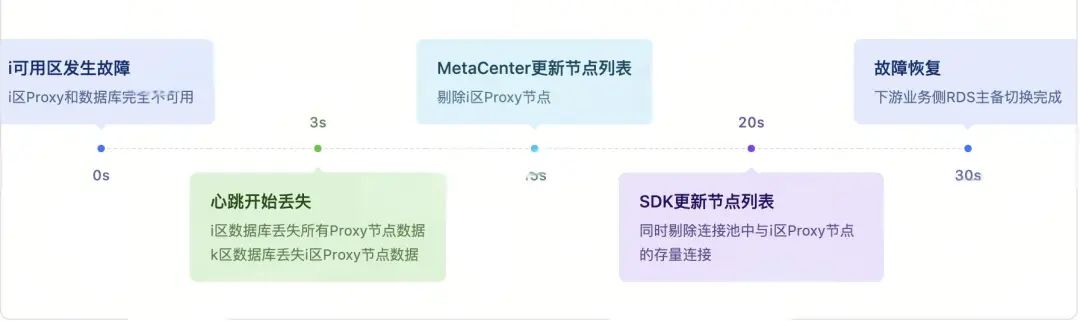 i可用区发生故障
i区Proxy和数据库完全不可用
0s
3s
心跳开始丢失
i区数据库丢失所有Proxy节点数据
k区数据库丢失i区Proxy节点数据
MetaCenter更新节点列表
剔除i区Proxy节点
20s
SDK更新节点列表
同时剔除连接池中与i区Proxy节点
的存量连接
故障恢复
下游业务侧RDS主备切换完成
30s